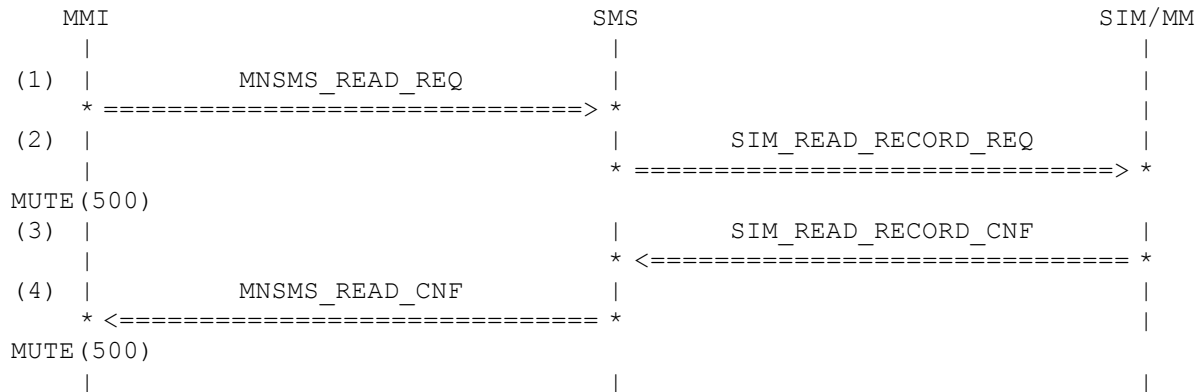 MMI SMS SIM/MM
| | |
(1) | MNSMS_READ_REQ | |
* ==============================> * |
(2) | | SIM_READ_RECORD_REQ |
| * ==============================> *
MUTE(500)
(3) | | SIM_READ_RECORD_CNF |
| * <============================== *
(4) | MNSMS_READ_CNF | |
* <============================== * |
MUTE(500)
| | |